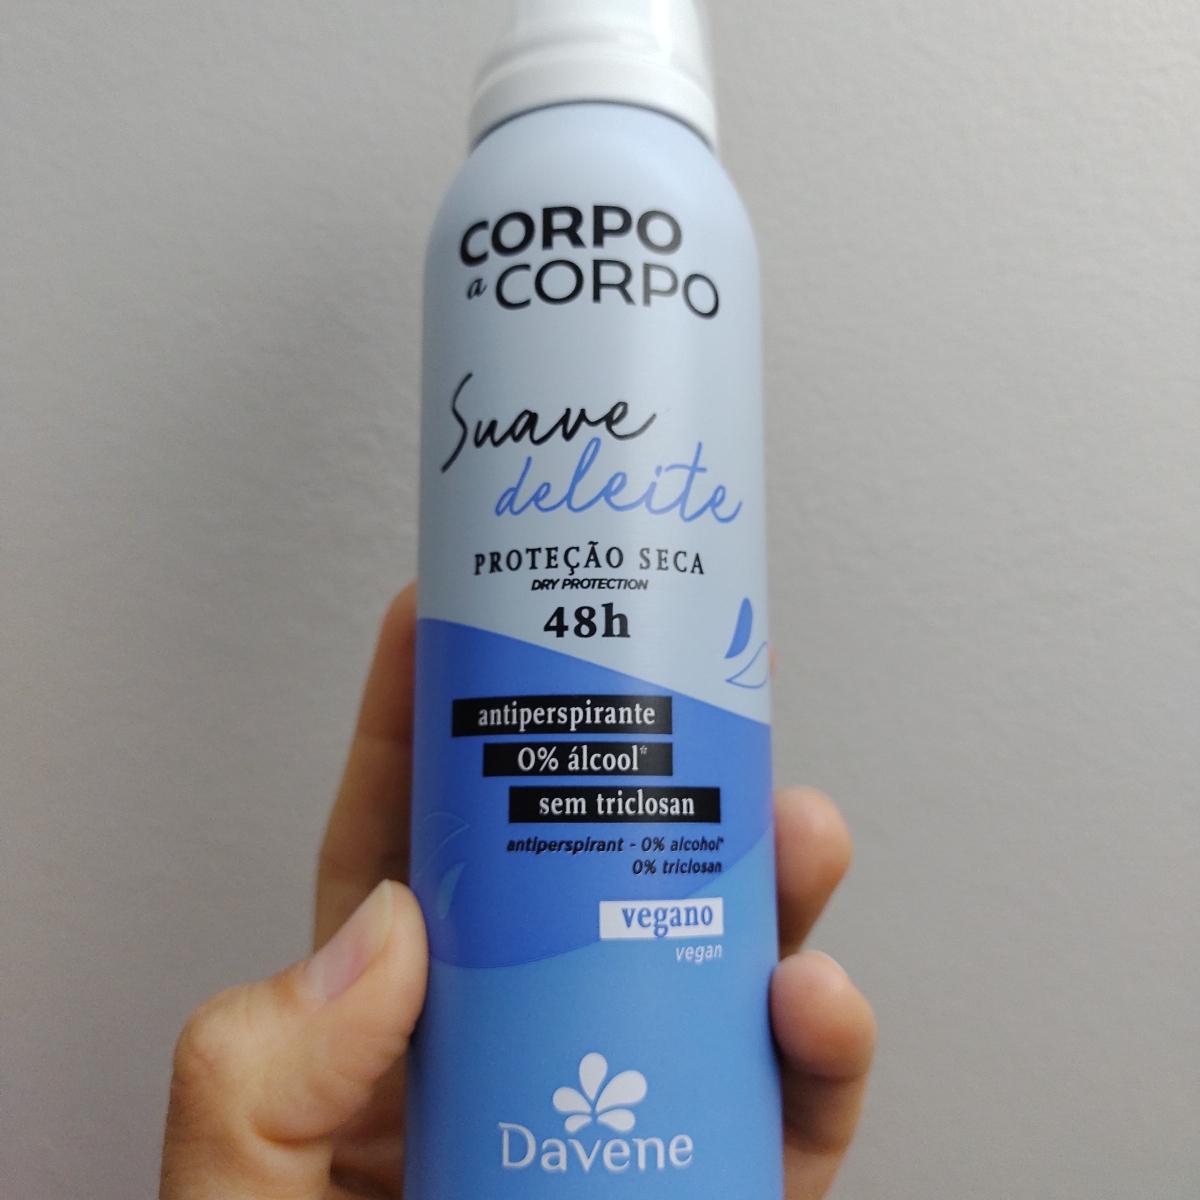 CORPO
a CORPO
Suave
deleite
PROTEÇÃO SECA
DRY PROTECTION
48h
antiperspirante
0% álcool*
sem triclosan
antiperspirant - 0% alcohol*
0% triclosan
vegano
vegan
Davene